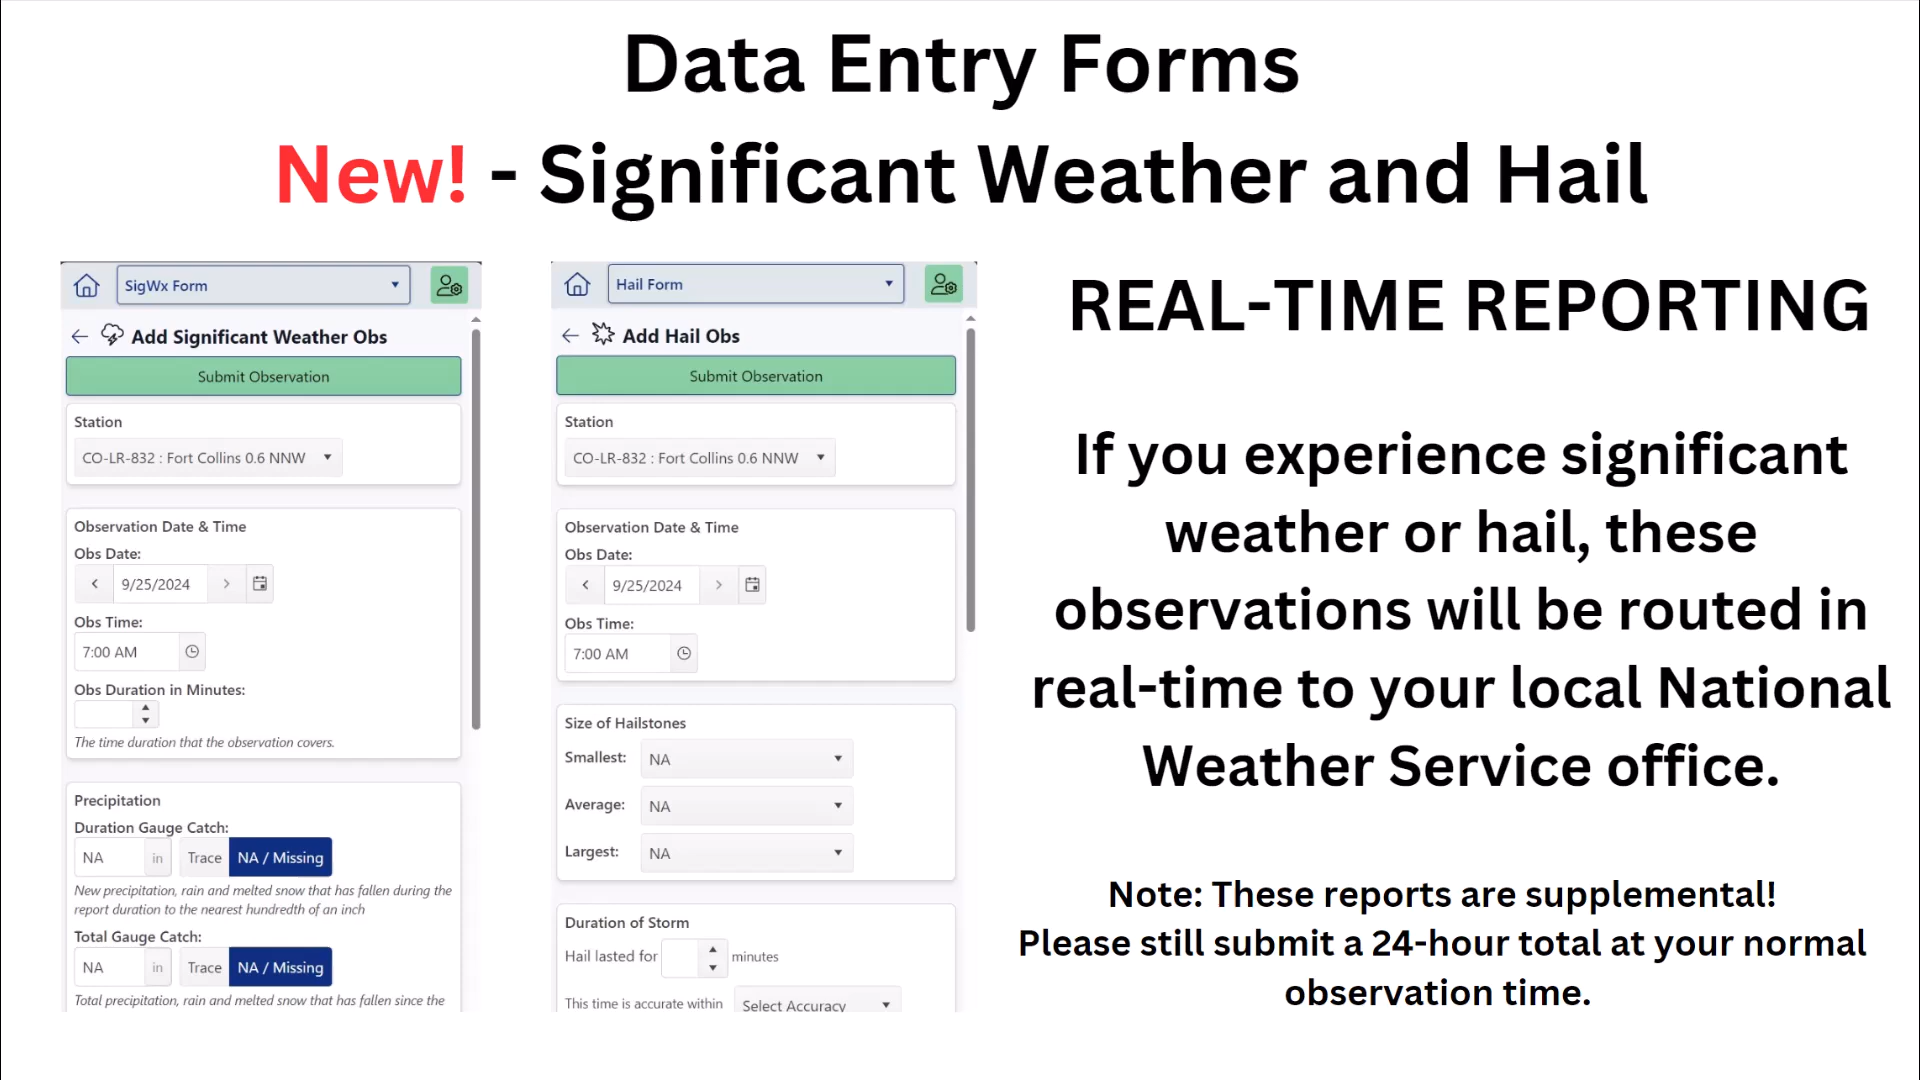 Data Entry Forms
New! - Significant Weather and Hail
SigWx Form
Add Significant Weather Obs
Submit Observation
Station
CO-LR-832 : Fort Collins 0.6 NNW
Observation Date & Time
Obs Date:
9/25/2024
Obs Time:
7:00 AM
Obs Duration in Minutes:
The time duration that the observation covers.
Precipitation
Duration Gauge Catch:
NA in Trace NA / Missing
New precipitation, rain and melted snow that has fallen during the
report duration to the nearest hundredth of an inch
Total Gauge Catch:
NA in Trace NA / Missing
Total precipitation, rain and melted snow that has fallen since the
Hail Form
Add Hail Obs
Submit Observation
Station
CO-LR-832 : Fort Collins 0.6 NNW
Observation Date & Time
Obs Date:
9/25/2024
Obs Time:
7:00 AM
Size of Hailstones
Smallest: NA
Average: NA
Largest: NA
Duration of Storm
Hail lasted for minutes
This time is accurate within Select Accuracy
REAL-TIME REPORTING
If you experience significant
weather or hail, these
observations will be routed in
real-time to your local National
Weather Service office.
Note: These reports are supplemental!
Please still submit a 24-hour total at your normal
observation time.